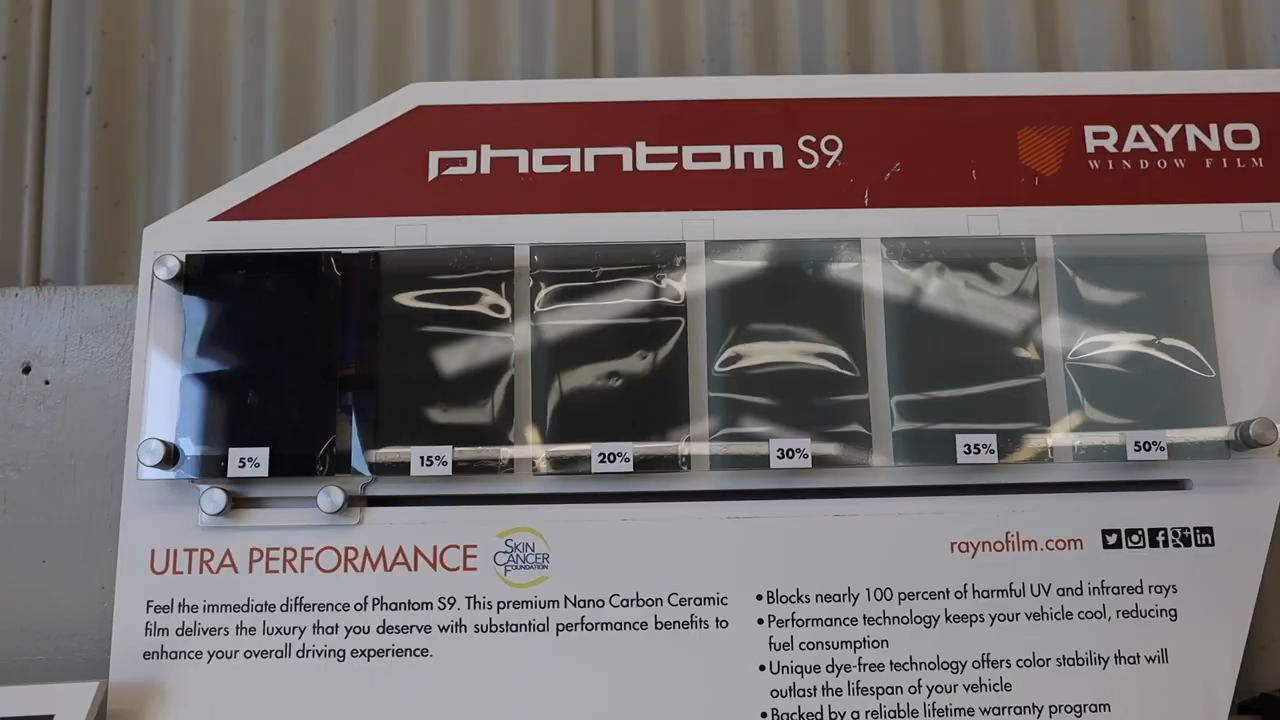 phantom S9
RAYNO
WINDOW FILM
5%
15%
20%
30%
35%
50%
ULTRA PERFORMANCE
SKIN
CANCER
FOUNDATION
Feel the immediate difference of Phantom S9. This premium Nano Carbon Ceramic
film delivers the luxury that you deserve with substantial performance benefits to
enhance your overall driving experience.
raynofilm.com
• Blocks nearly 100 percent of harmful UV and infrared rays
• Performance technology keeps your vehicle cool, reducing
fuel consumption
• Unique dye-free technology offers color stability that will
outlast the lifespan of your vehicle
• Backed by a reliable lifetime warranty program